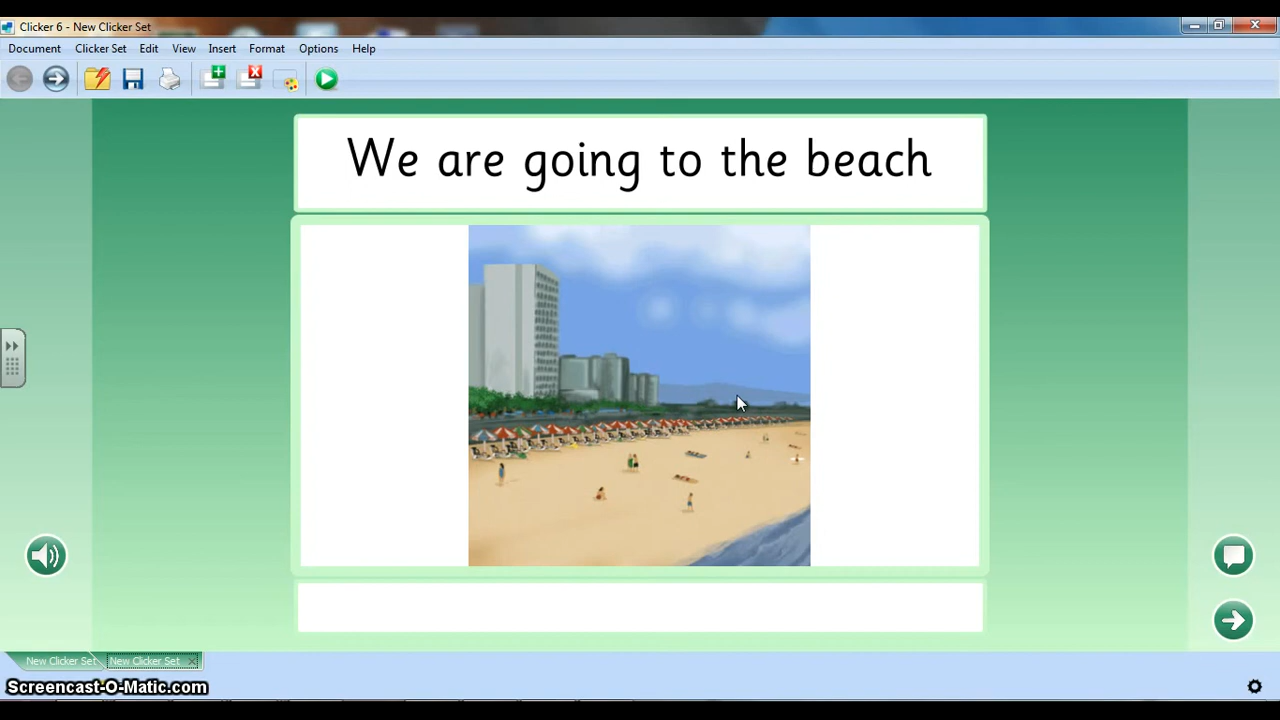 Clicker 6 - New Clicker Set
Document Clicker Set Edit View Insert Format Options Help
We are going to the beach
New Clicker Set New Clicker Set
Screencast-O-Matic.com